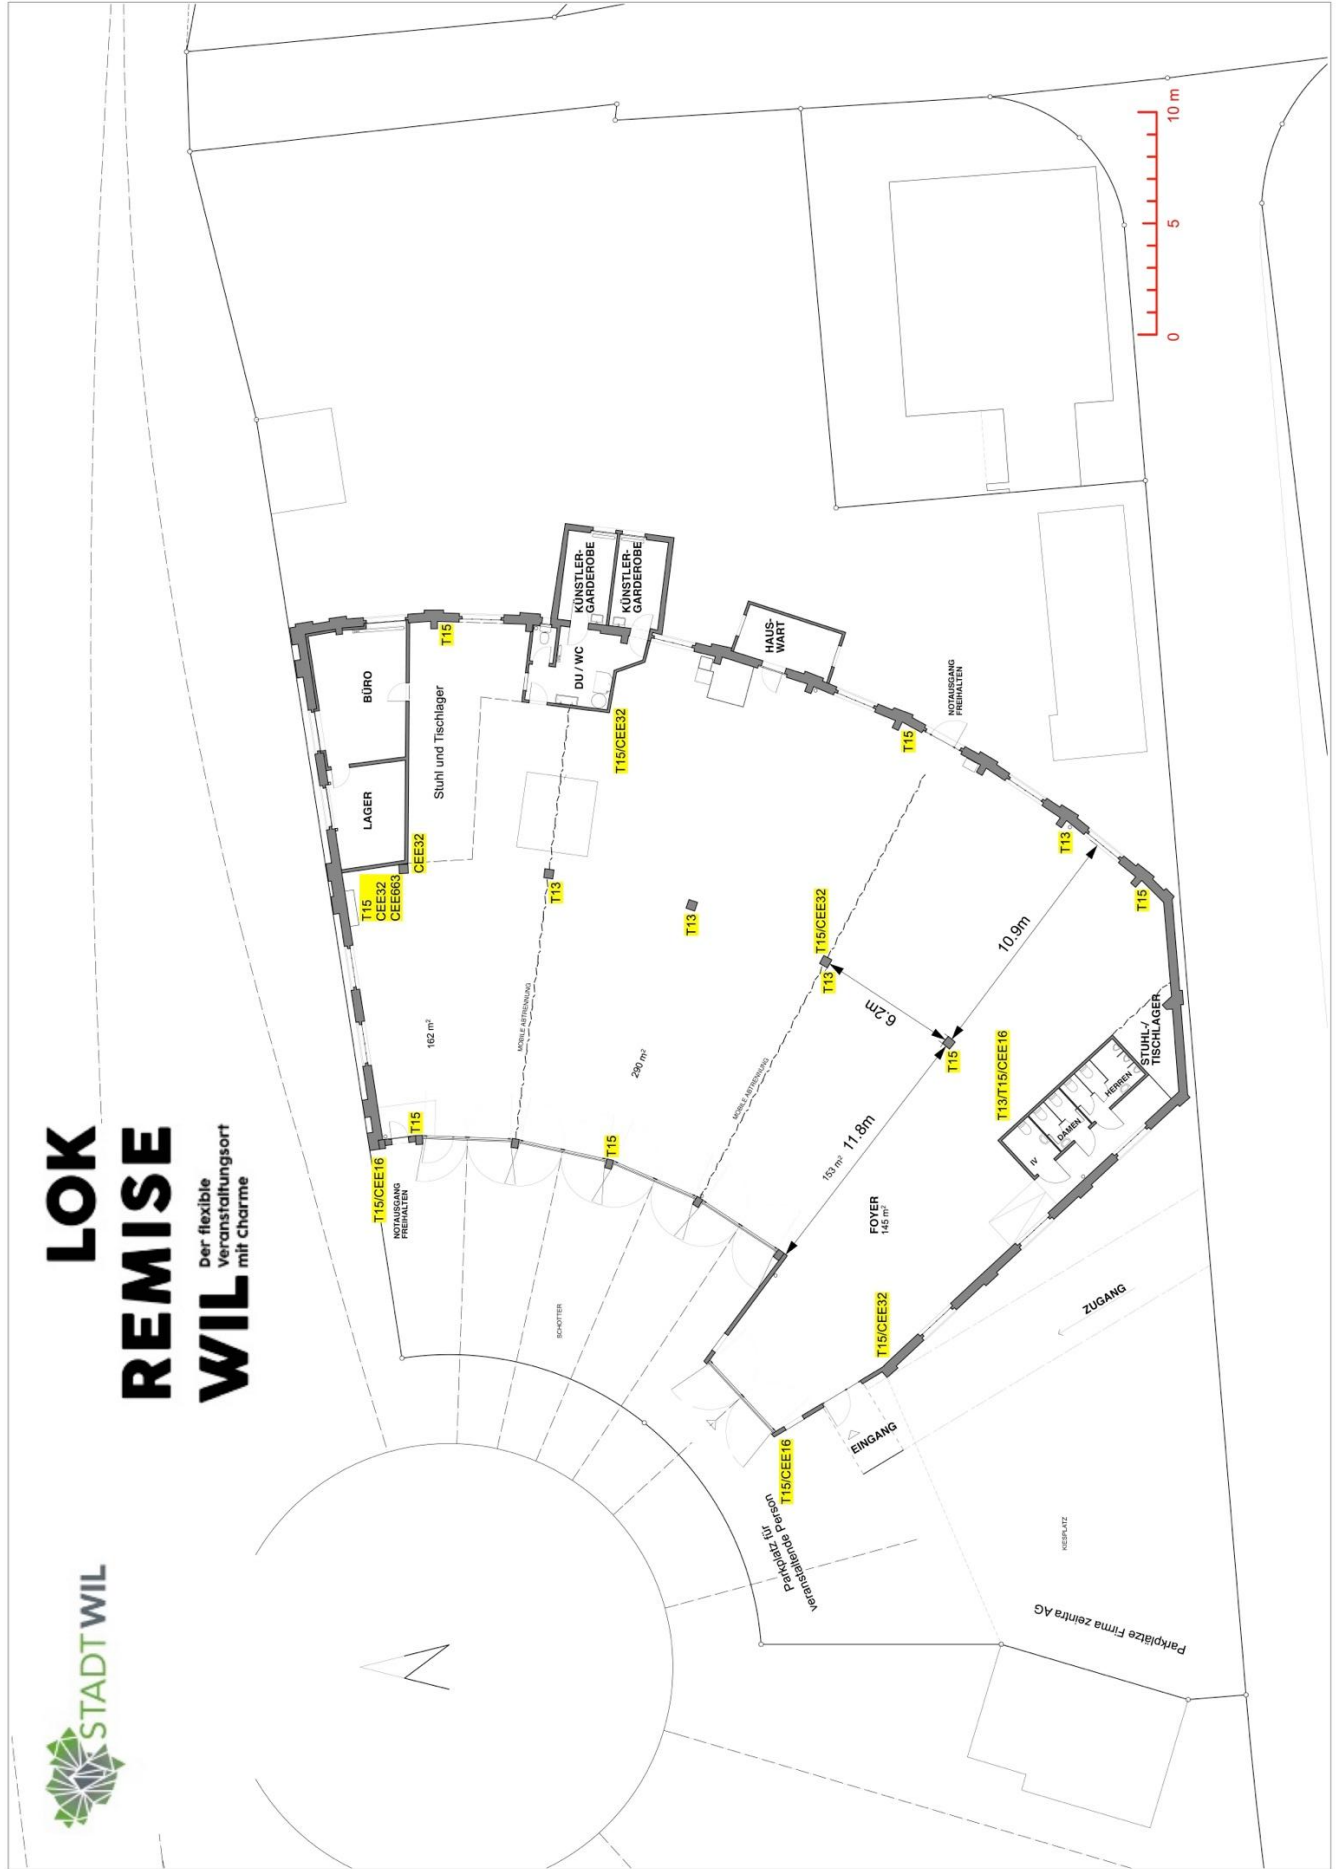 STADTWIL
LOK
REMISE
WIL
Der flexible
Veranstaltungsort
mit charme
T15/CEE16
NOTAUSGANG
FREIHALTEN
T15
T15
CEE32
CEE663
CEE32
LAGER
BÜRO
Stuhl und Tischlager
T15
162 m²
MOBILE ABTRENNUNG
T13
DU / WC
KÜNSTLER-
GARDEROBE
KÜNSTLER-
GARDEROBE
T15/CEE32
SCHOTTER
T15
290 m²
T13
HAUS-
WART
MOBILE ABTRENNUNG
T13
T15/CEE32
T15
NOTAUSGANG
FREIHALTEN
153 m²
11.8m
6.2m
10.9m
T15
T13
T15
FOYER
145 m²
T13/T15/CEE16
IV
DAMEN
HERREN
STUHL-/
TISCHLAGER
T15/CEE32
T15/CEE16
EINGANG
ZUGANG
Parkplatz für
veranstaltende Person
KIESPLATZ
Parkplätze Firma zeintra AG
0
5
10 m